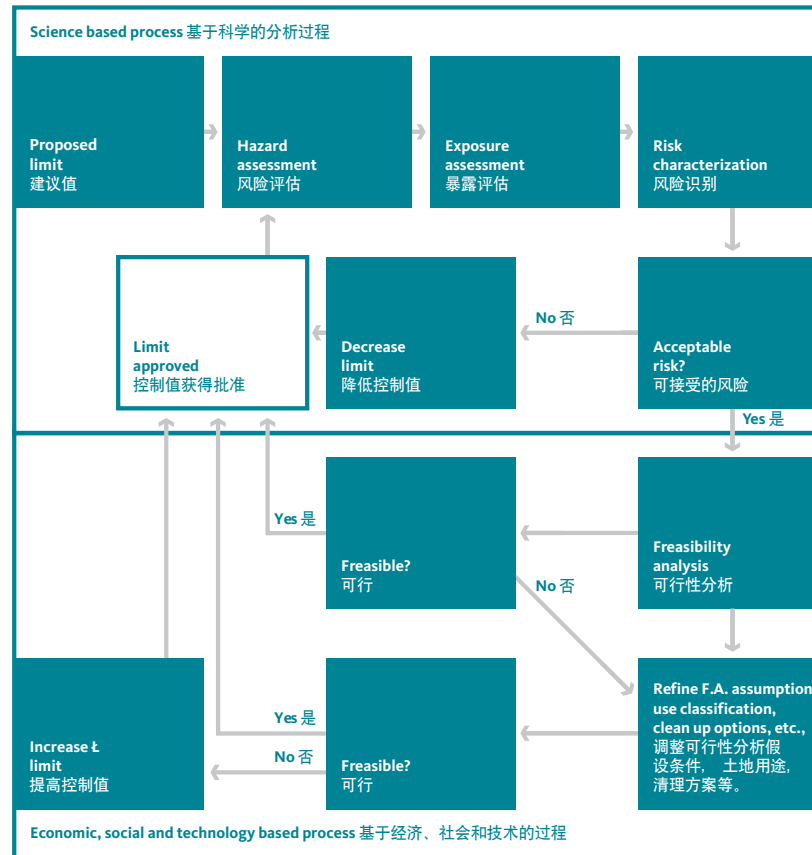 Science based process 基于科学的分析过程
Proposed
limit
建议值
Hazard
assessment
风险评估
Exposure
assessment
暴露评估
Risk
characterization
风险识别
Limit
approved
控制值获得批准
Decrease
limit
降低控制值
No 否
Acceptable
risk?
可接受的风险
Yes 是
Yes 是
Freasible?
可行
No 否
Freasibility
analysis
可行性分析
Increase Ł
limit
提高控制值
Yes 是
No 否
Freasible?
可行
Refine F.A. assumption
use classification,
clean up options, etc.,
调整可行性分析假
设条件, 土地用途,
清理方案等。
Economic, social and technology based process 基于经济、社会和技术的过程